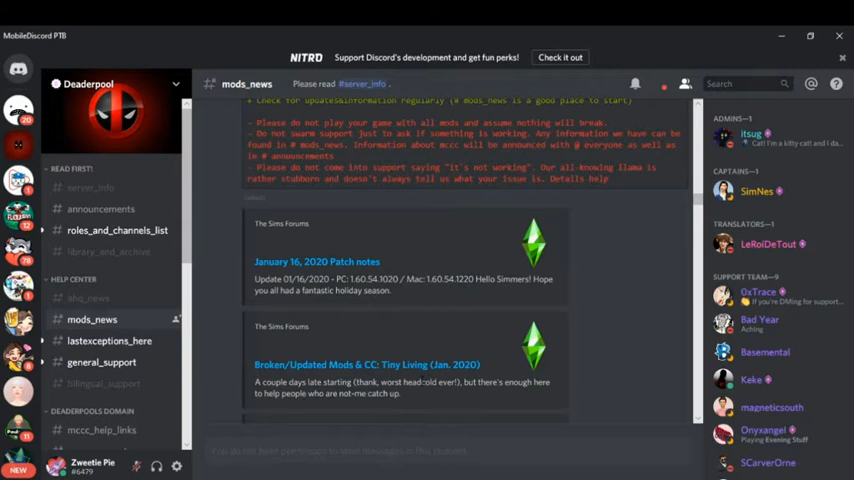 MobileDiscord PTB
NITRO Support Discord's development and get fun perks! Check it out
Deaderpool
# mods_news Please read #server_info .
Search
20
1
12
78
1
8
11
NEW
READ FIRST!
# server_info
# announcements
# roles_and_channels_list
# library_and_archive
HELP CENTER
# ahq_news
# mods_news
# lastexceptions_here
# general_support
# bilingual_support
DEADERPOOLS DOMAIN
# mccc_help_links
Zweetie Pie
#6479
+ Check for updates&information regularly (# mods_news is a good place to start)
- Please do not play your game with all mods and assume nothing will break.
- Do not swarm support just to ask if something is working. Any information we have can be
found in # mods_news. Information about mccc will be announced with @ everyone as well as
in # announcements
- Please do not come into support saying "it's not working". Our all-knowing llama is
rather stubborn and doesn't always tell us what your issue is. Details help
(edited)
The Sims Forums
January 16, 2020 Patch notes
Update 01/16/2020 - PC: 1.60.54.1020 / Mac: 1.60.54.1220 Hello Simmers! Hope
you all had a fantastic holiday season.
The Sims Forums
Broken/Updated Mods & CC: Tiny Living (Jan. 2020)
A couple days late starting (thank, worst head cold ever!), but there's enough here
to help people who are not-me catch up.
You do not have permission to send messages in this channel.
ADMINS—1
itsug
Cat! I'm a kitty cat! and I da...
CAPTAINS—1
SimNes
TRANSLATORS—1
LeRoiDeTout
SUPPORT TEAM—9
0xTrace
If you're DMing for support...
Bad Year
Aching
Basemental
Keke
magneticsouth
Onyxangel
Playing Evening Stuff
SCarverOrne